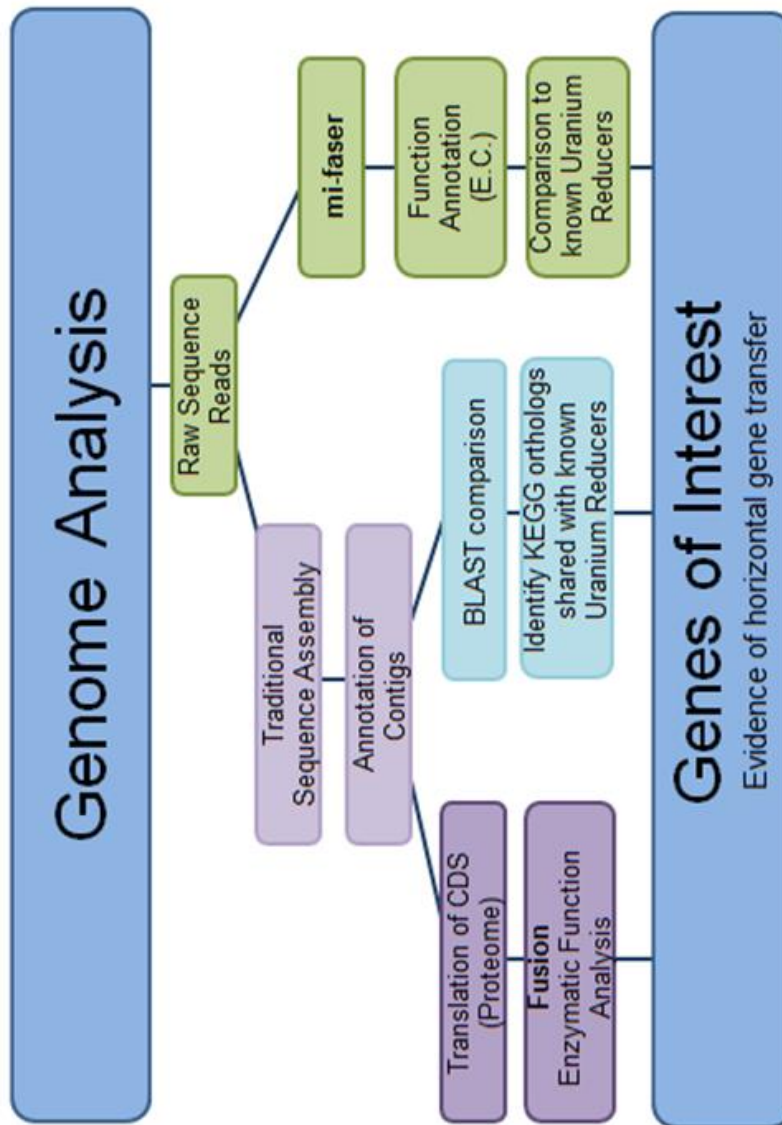 Genome Analysis
Raw Sequence
Reads
Traditional
Sequence Assembly
Annotation of
Contigs
Translation of CDS
(Proteome)
Fusion
Enzymatic Function
Analysis
BLAST comparison
Identify KEGG orthologs
shared with known
Uranium Reducers
mi-faser
Function
Annotation
(E.C.)
Comparison to
known Uranium
Reducers
Genes of Interest
Evidence of horizontal gene transfer